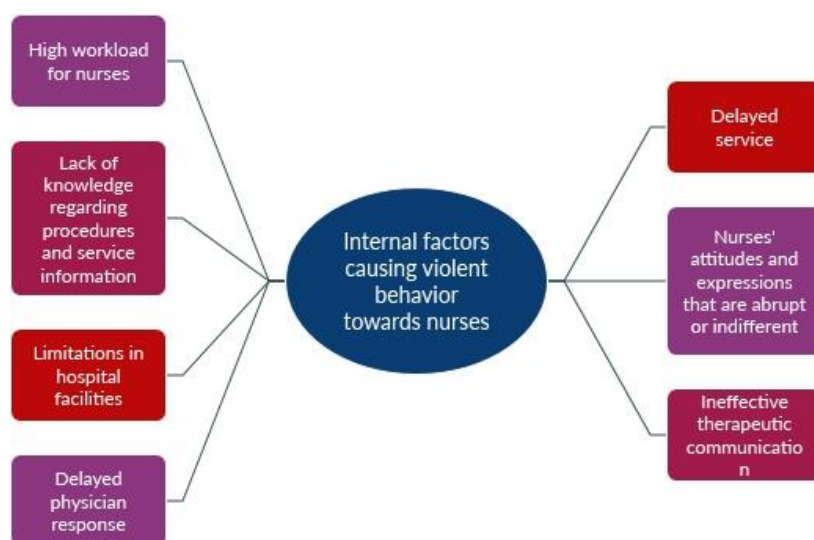 High workload
for nurses
Lack of
knowledge
regarding
procedures
and service
information
Limitations in
hospital
facilities
Delayed
physician
response
Internal factors
causing violent
behavior
towards nurses
Delayed
service
Nurses'
attitudes and
expressions
that are abrupt
or indifferent
Ineffective
therapeutic
communicatio
n